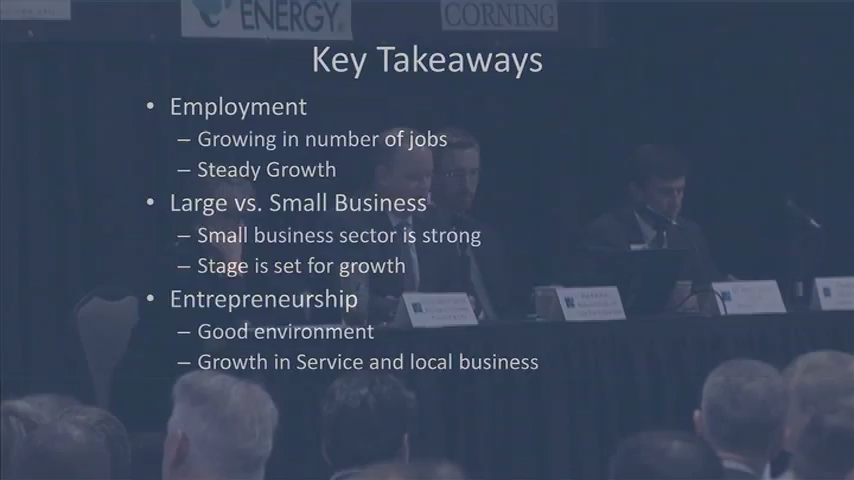 ENERGY.
CORNING
Key Takeaways
• Employment
– Growing in number of jobs
– Steady Growth
• Large vs. Small Business
– Small business sector is strong
– Stage is set for growth
• Entrepreneurship
– Good environment
– Growth in Service and local business